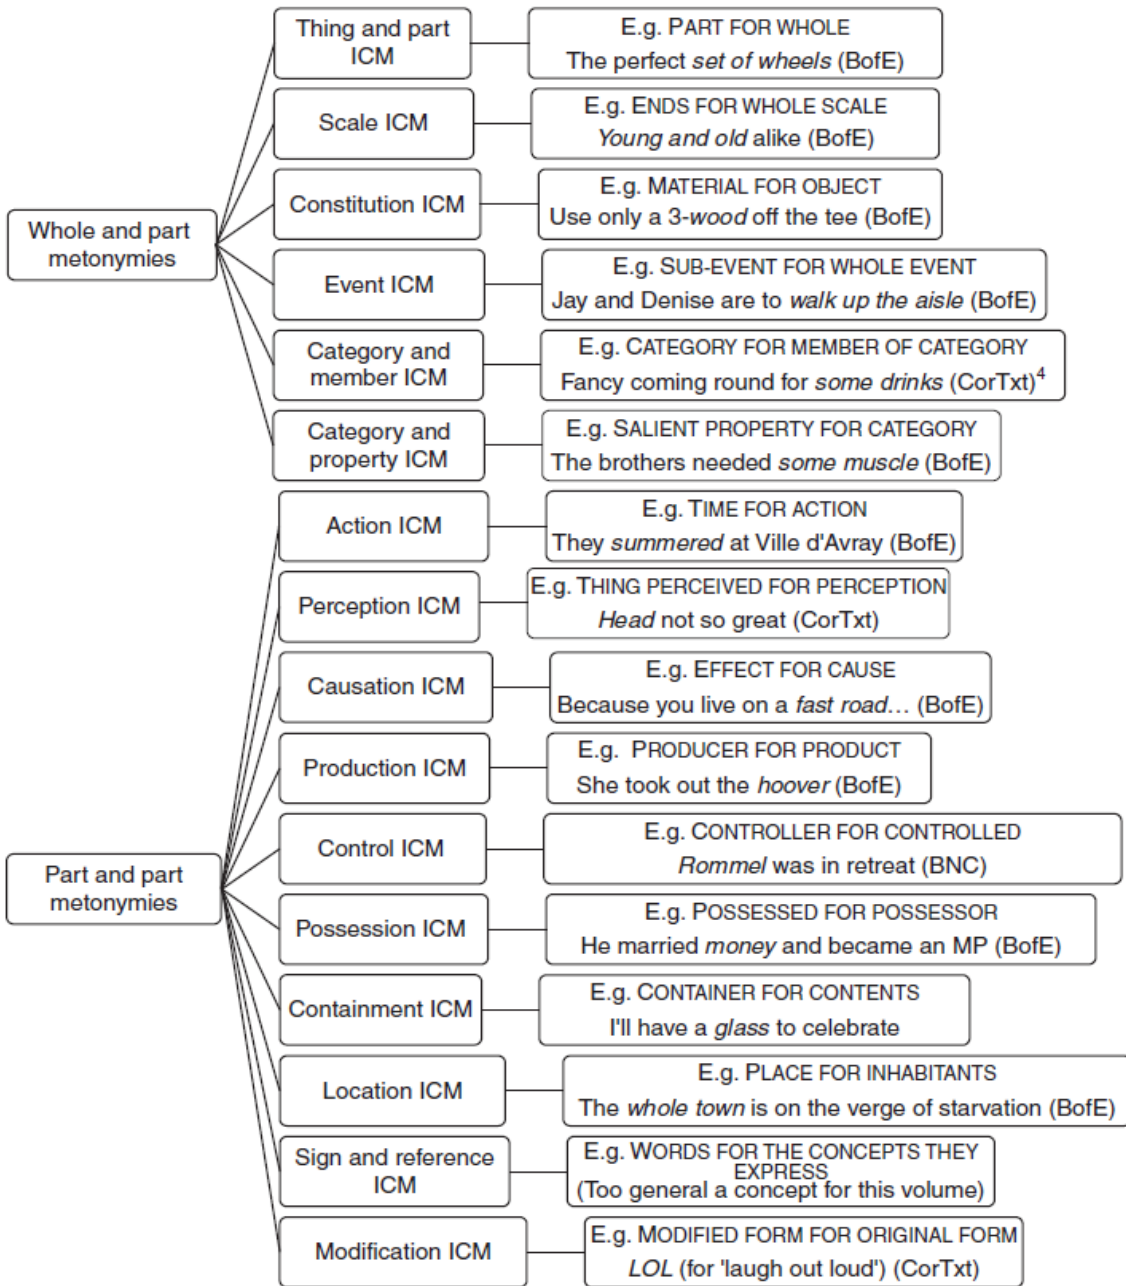 Thing and part
ICM
E.g. PART FOR WHOLE
The perfect set of wheels (BofE)
Scale ICM
E.g. ENDS FOR WHOLE SCALE
Young and old alike (BofE)
Constitution ICM
E.g. MATERIAL FOR OBJECT
Use only a 3-wood off the tee (BofE)
Whole and part
metonymies
Event ICM
E.g. SUB-EVENT FOR WHOLE EVENT
Jay and Denise are to walk up the aisle (BofE)
Category and
member ICM
E.g. CATEGORY FOR MEMBER OF CATEGORY
Fancy coming round for some drinks (CorTxt)4
Category and
property ICM
E.g. SALIENT PROPERTY FOR CATEGORY
The brothers needed some muscle (BofE)
Action ICM
E.g. TIME FOR ACTION
They summered at Ville d'Avray (BofE)
Perception ICM
E.g. THING PERCEIVED FOR PERCEPTION
Head not so great (CorTxt)
Causation ICM
E.g. EFFECT FOR CAUSE
Because you live on a fast road... (BofE)
Production ICM
E.g. PRODUCER FOR PRODUCT
She took out the hoover (BofE)
Control ICM
E.g. CONTROLLER FOR CONTROLLED
Rommel was in retreat (BNC)
Part and part
metonymies
Possession ICM
E.g. POSSESSED FOR POSSESSOR
He married money and became an MP (BofE)
Containment ICM
E.g. CONTAINER FOR CONTENTS
I'll have a glass to celebrate
Location ICM
E.g. PLACE FOR INHABITANTS
The whole town is on the verge of starvation (BofE)
Sign and reference
ICM
E.g. WORDS FOR THE CONCEPTS THEY
EXPRESS
(Too general a concept for this volume)
Modification ICM
E.g. MODIFIED FORM FOR ORIGINAL FORM
LOL (for 'laugh out loud') (CorTxt)